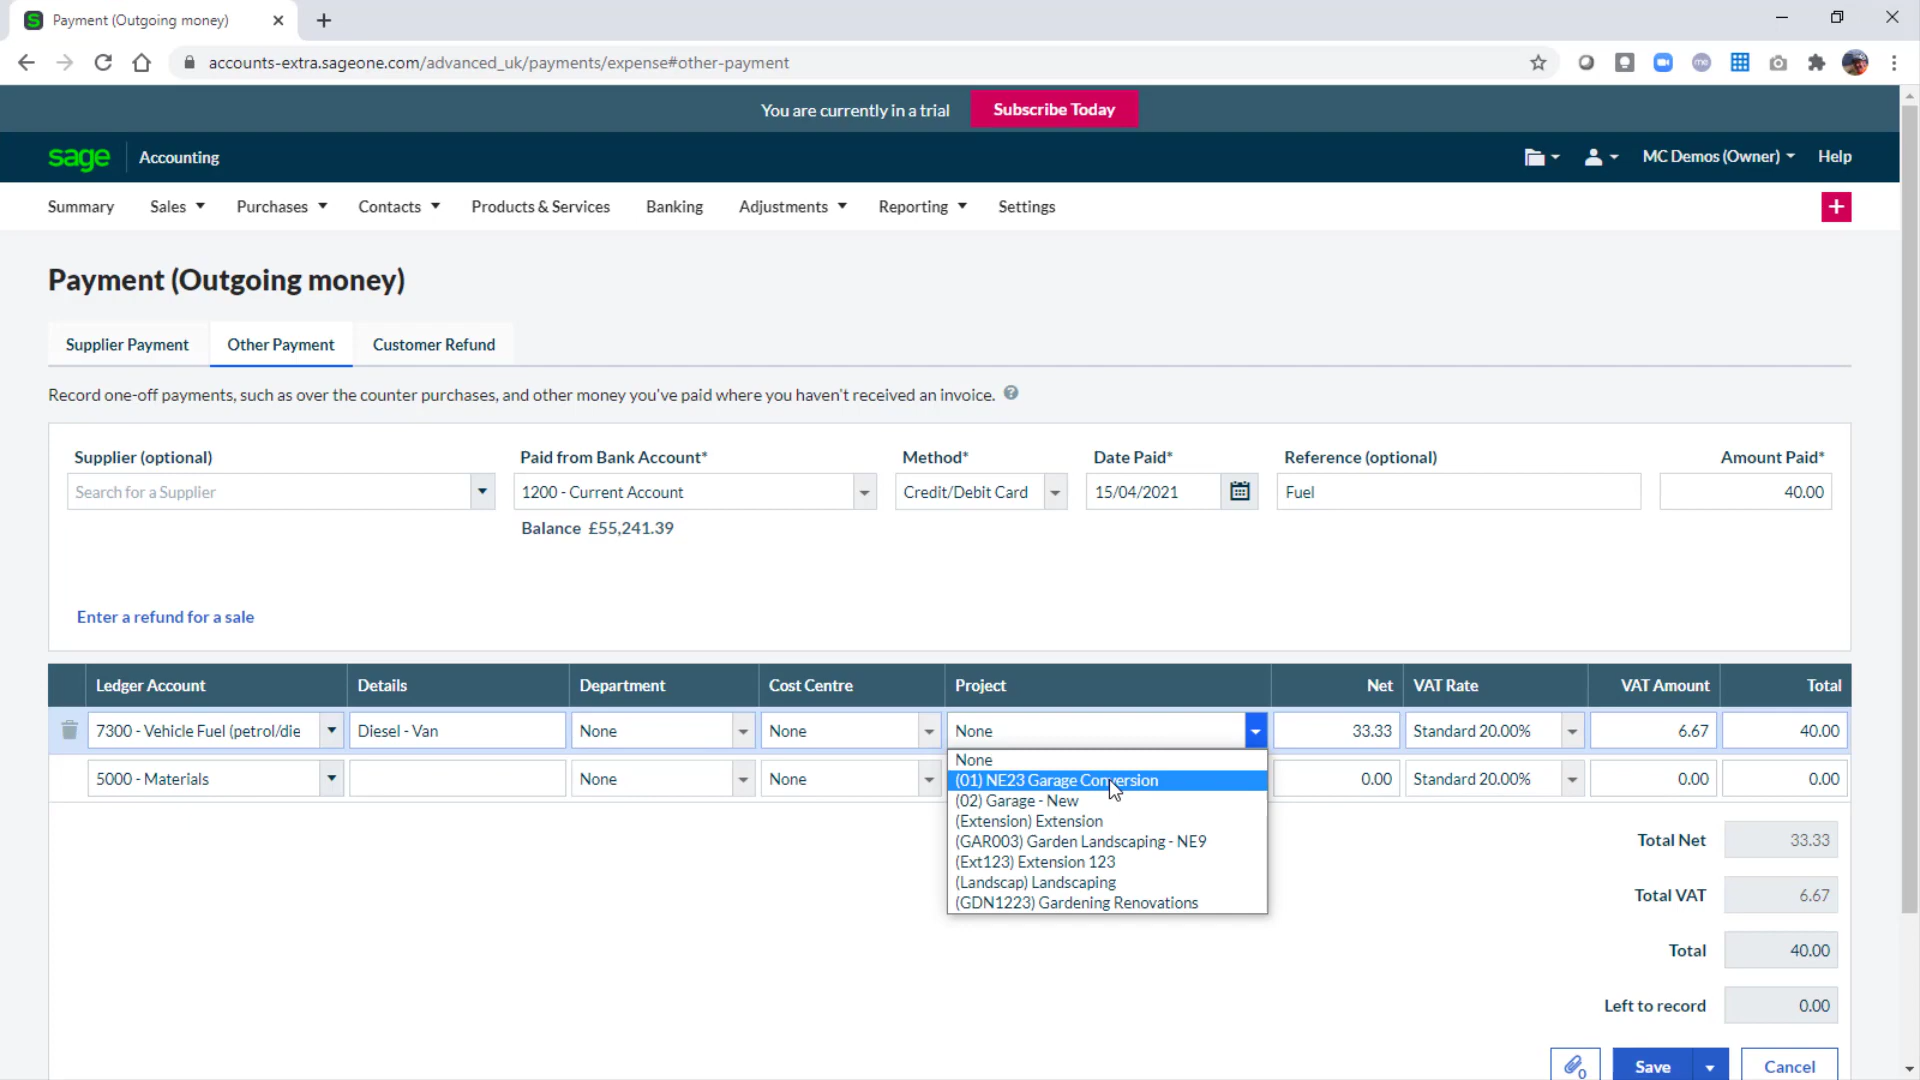 Payment (Outgoing money)
accounts-extra.sageone.com/advanced_uk/payments/expense#other-payment
You are currently in a trial
Subscribe Today
sage
Accounting
MC Demos (Owner)
Help
Summary
Sales
Purchases
Contacts
Products & Services
Banking
Adjustments
Reporting
Settings
Payment (Outgoing money)
Supplier Payment
Other Payment
Customer Refund
Record one-off payments, such as over the counter purchases, and other money you've paid where you haven't received an invoice.
Supplier (optional)
Paid from Bank Account*
Method*
Date Paid*
Reference (optional)
Amount Paid*
Search for a Supplier
1200 - Current Account
Credit/Debit Card
15/04/2021
Fuel
40.00
Balance £55,241.39
Enter a refund for a sale
Ledger Account
Details
Department
Cost Centre
Project
Net
VAT Rate
VAT Amount
Total
7300 - Vehicle Fuel (petrol/die
Diesel - Van
None
None
None
33.33
Standard 20.00%
6.67
40.00
5000 - Materials
None
None
0.00
Standard 20.00%
0.00
0.00
None
(01) NE23 Garage Conversion
(02) Garage - New
(Extension) Extension
(GAR003) Garden Landscaping - NE9
(Ext123) Extension 123
(Landscap) Landscaping
(GDN1223) Gardening Renovations
Total Net
33.33
Total VAT
6.67
Total
40.00
Left to record
0.00
0
Save
Cancel